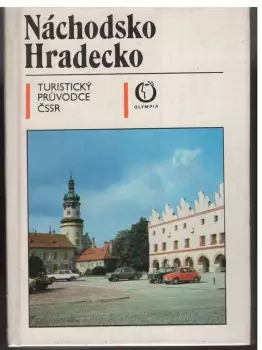 Náchodsko
Hradecko
TURISTICKÝ
PRŮVODCE
ČSSR
OLYMPIA